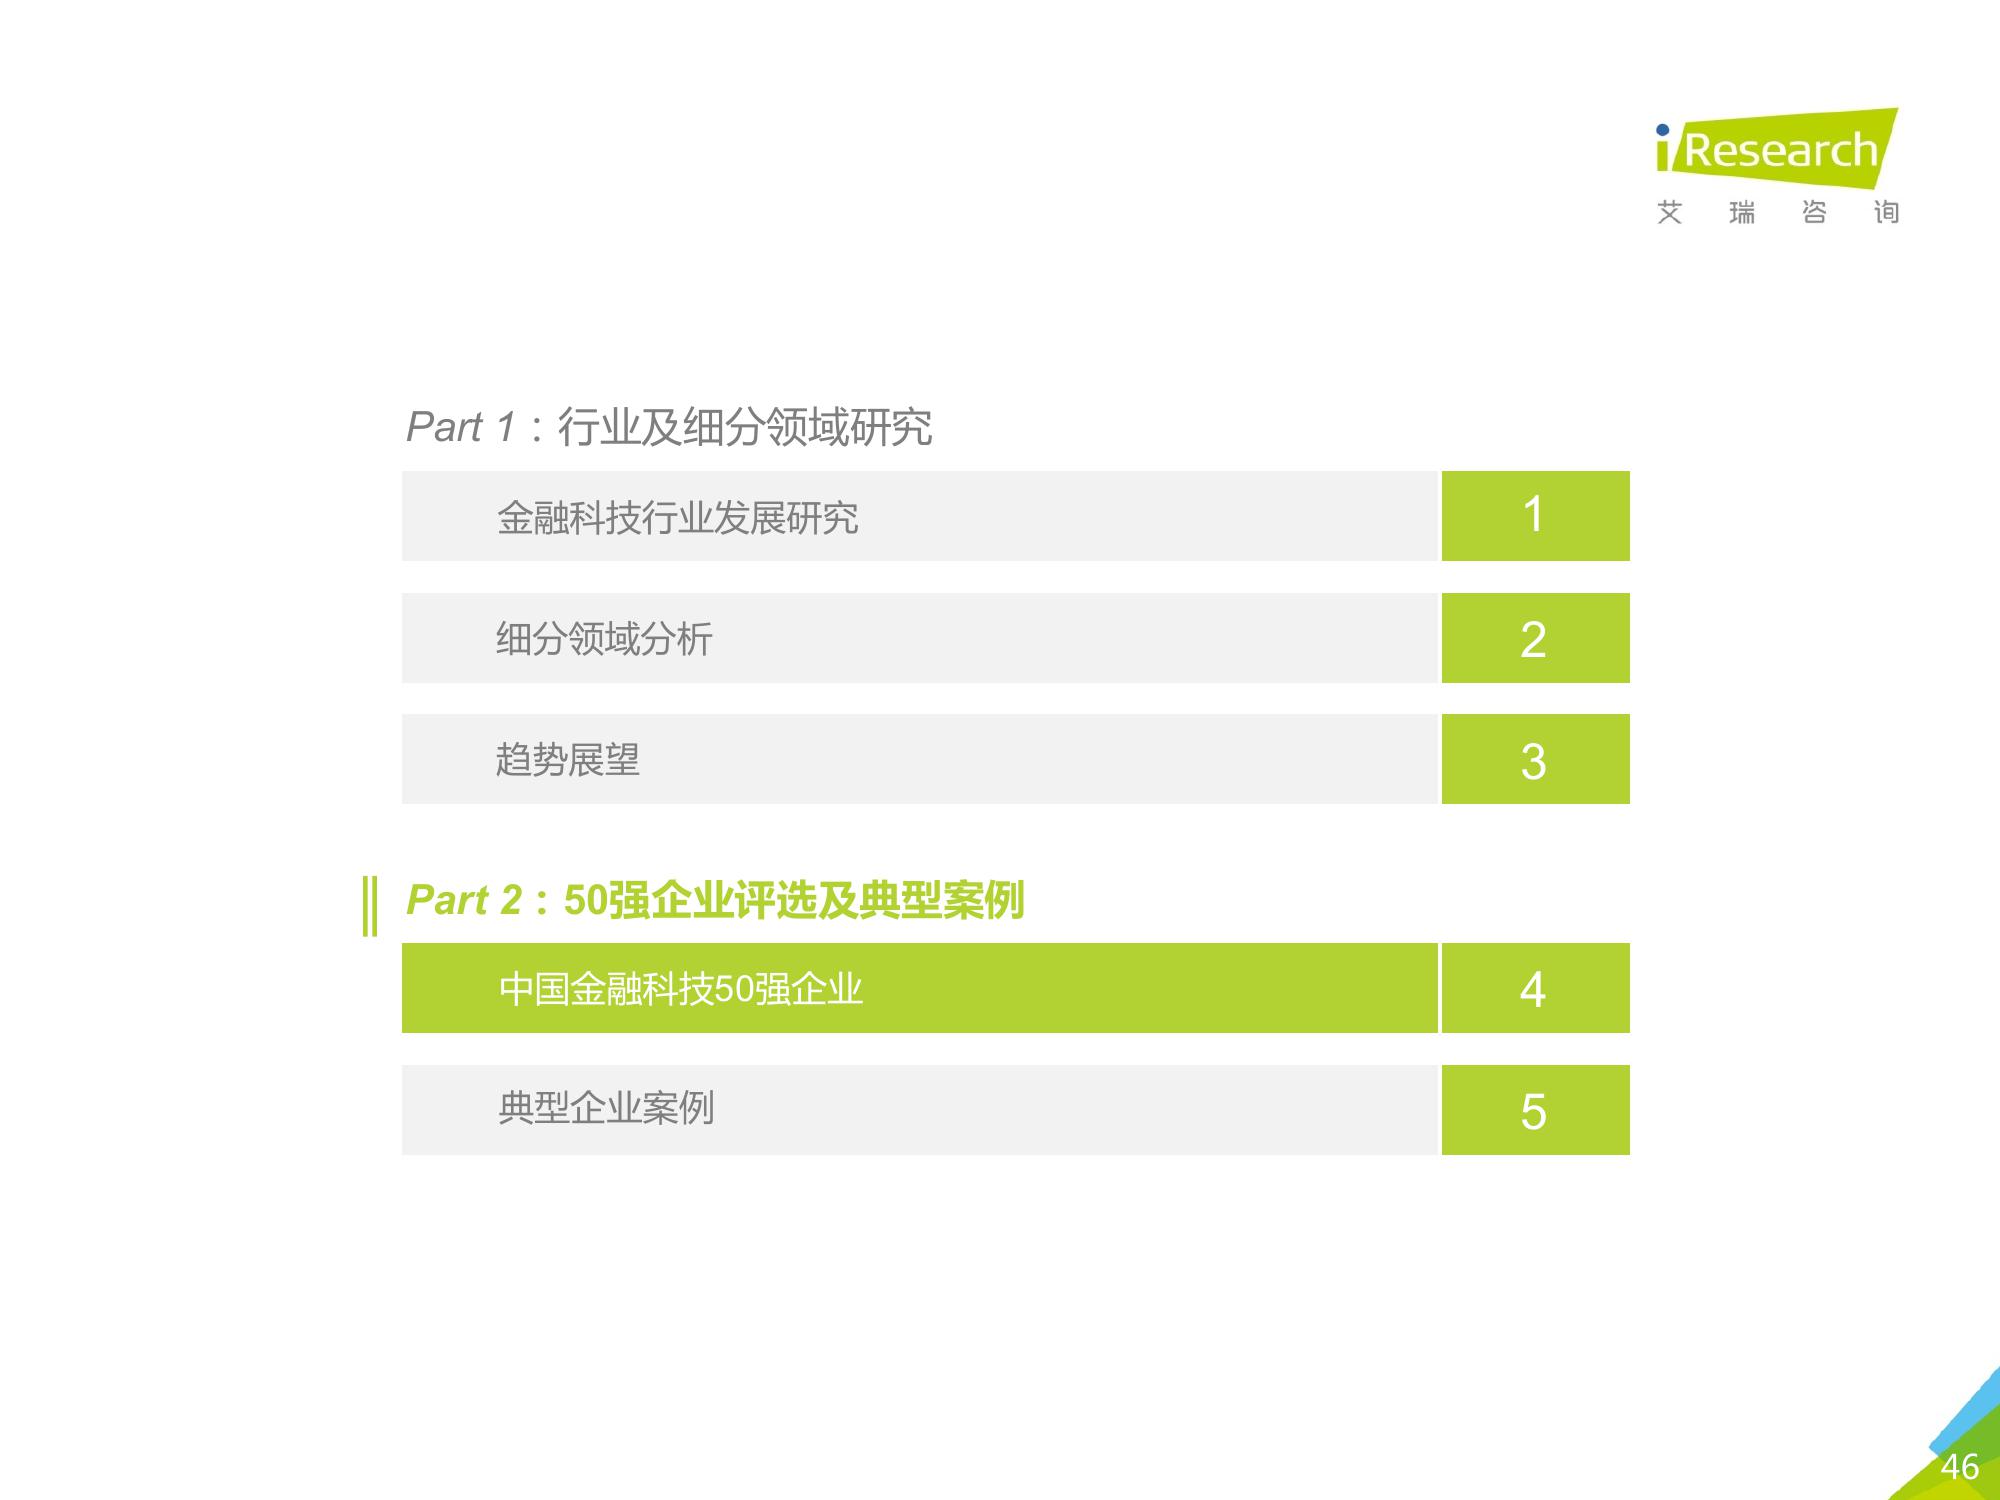 iResearch
艾瑞咨询
Part 1：行业及细分领域研究
金融科技行业发展研究 1
细分领域分析 2
趋势展望 3
Part 2：50强企业评选及典型案例
中国金融科技50强企业 4
典型企业案例 5
46